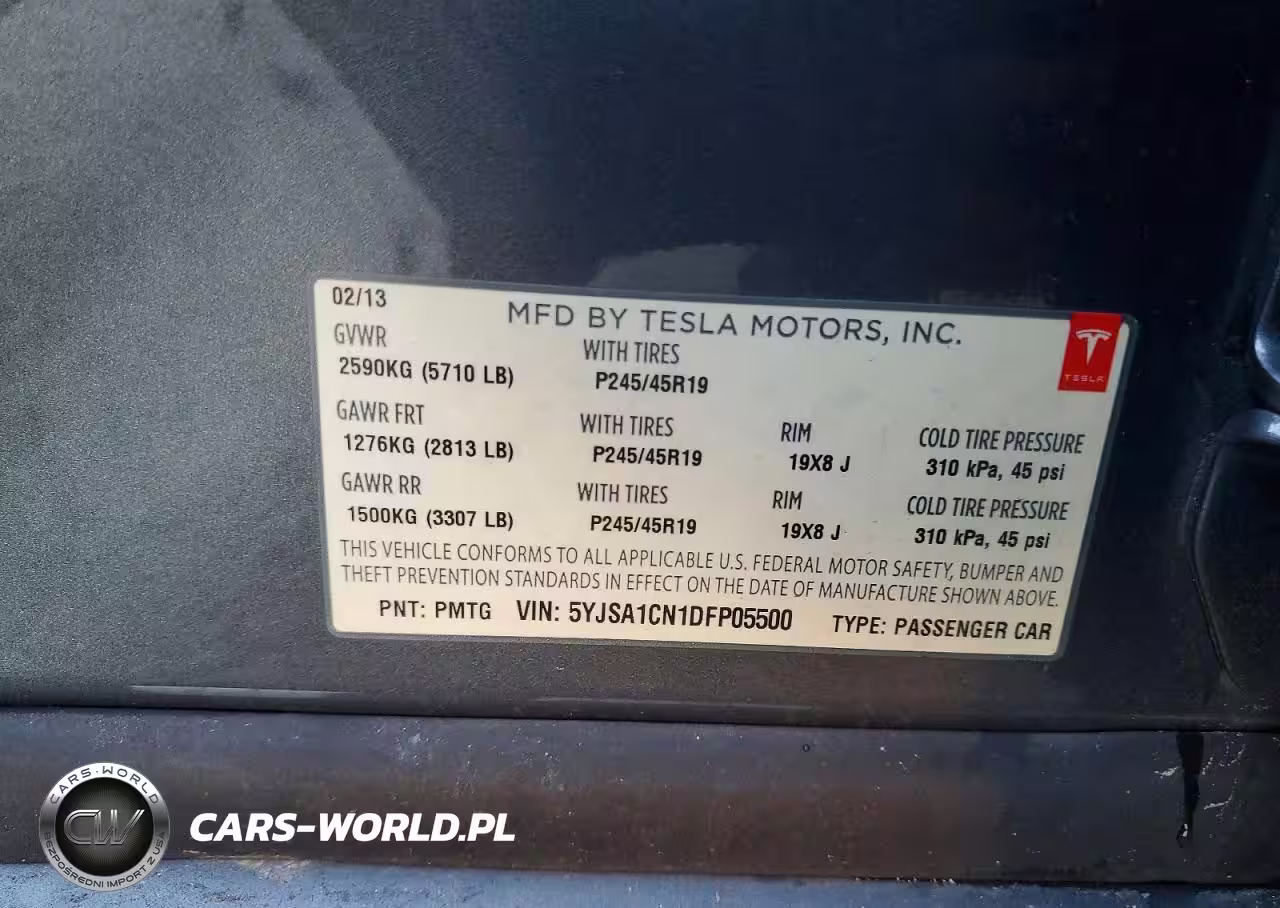 02/13
MFD BY TESLA MOTORS, INC.
TESLA
GVWR
WITH TIRES
2590KG (5710 LB)
P245/45R19
GAWR FRT
WITH TIRES
RIM
COLD TIRE PRESSURE
1276KG (2813 LB)
P245/45R19
19X8 J
310 kPa, 45 psi
GAWR RR
WITH TIRES
RIM
COLD TIRE PRESSURE
1500KG (3307 LB)
P245/45R19
19X8 J
310 kPa, 45 psi
THIS VEHICLE CONFORMS TO ALL APPLICABLE U.S. FEDERAL MOTOR SAFETY, BUMPER AND
THEFT PREVENTION STANDARDS IN EFFECT ON THE DATE OF MANUFACTURE SHOWN ABOVE.
PNT: PMTG VIN: 5YJSA1CN1DFP05500 TYPE: PASSENGER CAR
CARS-WORLD
CW
BEZPOŚREDNI IMPORT Z USA
CARS-WORLD.PL